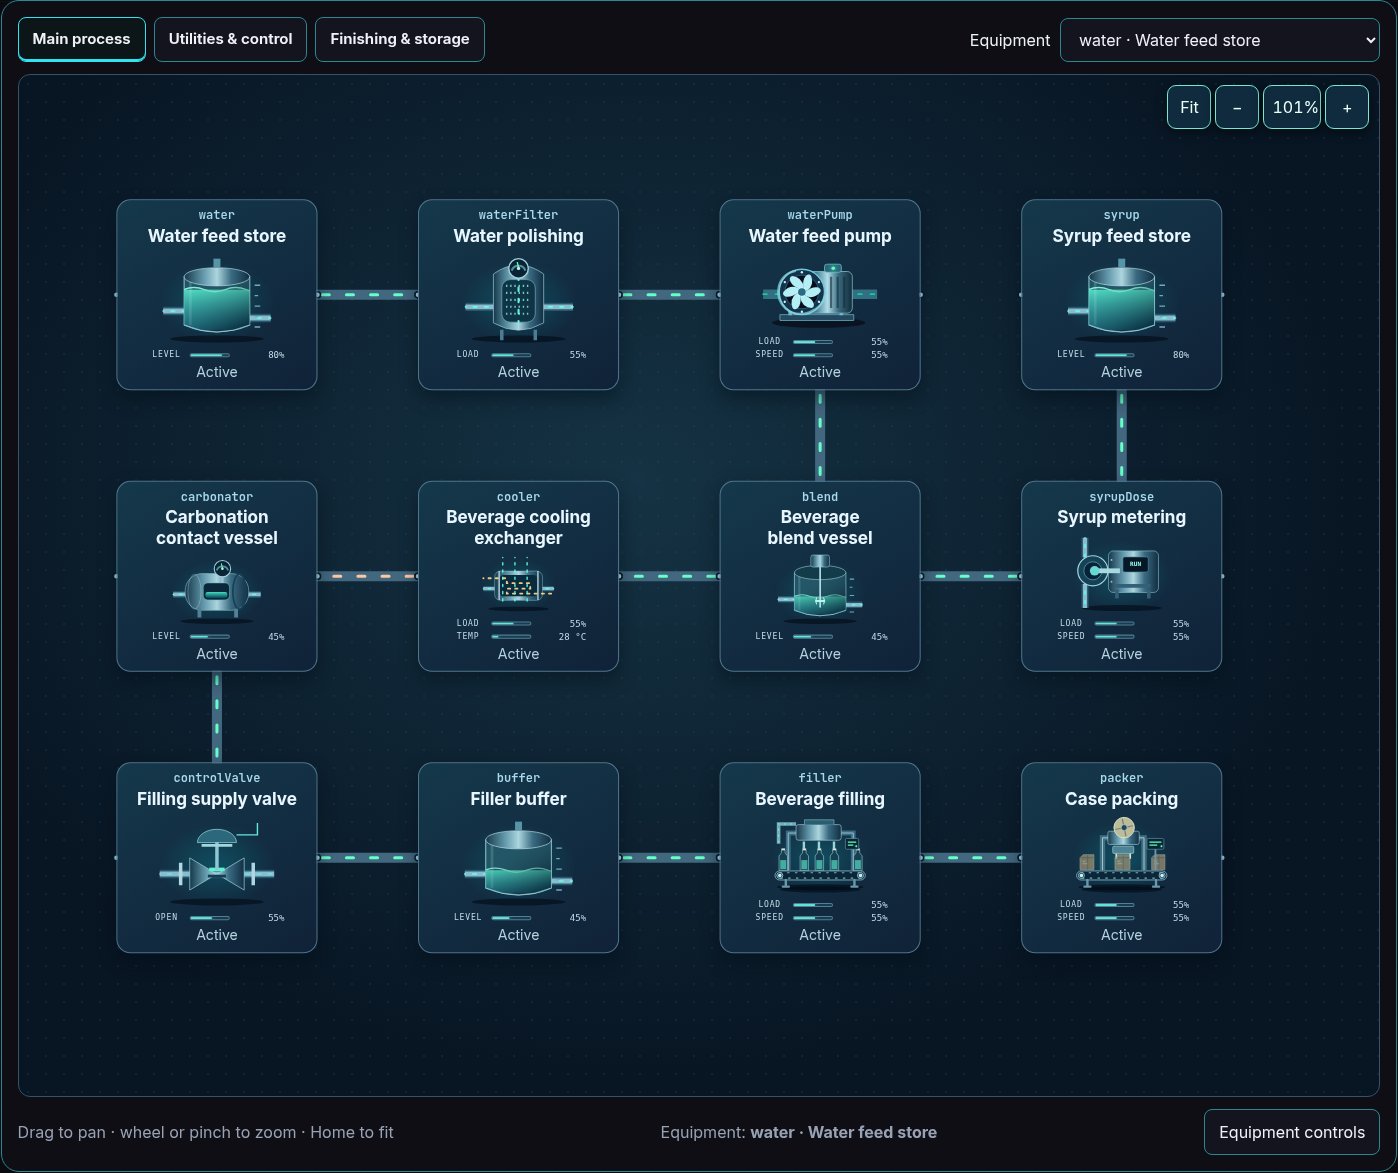 Main process
Utilities & control
Finishing & storage
Equipment
water · Water feed store
Fit
−
101%
+
water
Water feed store
LEVEL 80%
Active
waterFilter
Water polishing
LOAD 55%
Active
waterPump
Water feed pump
LOAD 55%
SPEED 55%
Active
syrup
Syrup feed store
LEVEL 80%
Active
carbonator
Carbonation
contact vessel
LEVEL 45%
Active
cooler
Beverage cooling
exchanger
LOAD 55%
TEMP 28 °C
Active
blend
Beverage
blend vessel
LEVEL 45%
Active
syrupDose
Syrup metering
RUN
LOAD 55%
SPEED 55%
Active
controlValve
Filling supply valve
OPEN 55%
Active
buffer
Filler buffer
LEVEL 45%
Active
filler
Beverage filling
LOAD 55%
SPEED 55%
Active
packer
Case packing
LOAD 55%
SPEED 55%
Active
Drag to pan · wheel or pinch to zoom · Home to fit
Equipment: water · Water feed store
Equipment controls